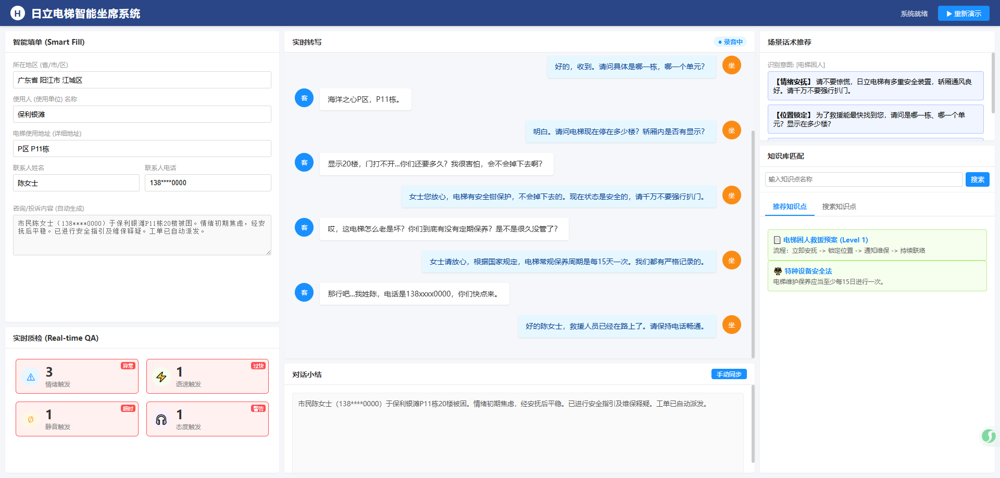 H 日立电梯智能坐席系统
系统就绪
▶ 重新演示
智能填单 (Smart Fill)
所在地区 (省/市/区)
广东省 阳江市 江城区
使用人 (使用单位) 名称
保利银滩
电梯使用地址 (详细地址)
P区 P11栋
联系人姓名
联系人电话
陈女士
138****0000
咨询/投诉内容 (自动生成)
市民陈女士（138****0000）于保利银滩P11栋20楼被困。情绪初期焦虑，经安
抚后平稳。已进行安全指引及维保释疑。工单已自动派发。
实时质检 (Real-time QA)
异常
3
情绪触发
过快
1
语速触发
超时
1
静音触发
警告
1
态度触发
实时转写
● 录音中
好的，收到。请问具体是哪一栋，哪一个单元？
坐
客
海洋之心P区，P11栋。
明白。请问电梯现在停在多少楼？轿厢内是否有显示？
坐
客
显示20楼，门打不开...你们还要多久？我很害怕，会不会掉下去啊？
女士您放心，电梯有安全钳保护，不会掉下去的。现在状态是安全的，请千万不要强行扒门。
坐
客
哎，这电梯怎么老是坏？你们到底有没有定期保养？是不是很久没管了？
女士请放心，根据国家规定，电梯常规保养周期是每15天一次。我们都有严格记录的。
坐
客
那行吧...我姓陈，电话是138xxxx0000，你们快点来。
好的陈女士，救援人员已经在路上了。请保持电话畅通。
坐
对话小结
手动同步
市民陈女士（138****0000）于保利银滩P11栋20楼被困。情绪初期焦虑，经安抚后平稳。已进行安全指引及维保释疑。工单已自动派发。
场景话术推荐
识别意图: [电梯困人]
【情绪安抚】 请不要惊慌，日立电梯有多重安全装置，轿厢通风良
好。请千万不要强行扒门。
【位置锁定】 为了救援能最快找到您，请问是哪一栋、哪一个单
元？显示在多少楼？
知识库匹配
输入知识点名称
搜索
推荐知识点
搜索知识点
电梯困人救援预案 (Level 1)
流程：立即安抚 -> 锁定位置 -> 通知维保 -> 持续联络
特种设备安全法
电梯维护保养应当至少每15日进行一次。